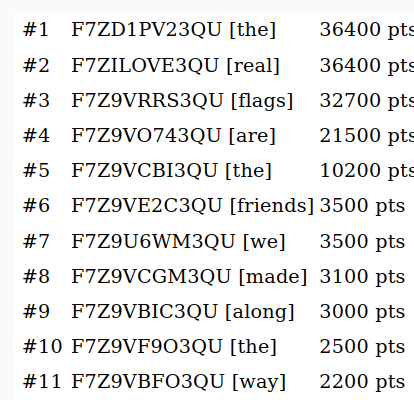 #1 F7ZD1PV23QU [the] 36400 pts
#2 F7ZILOVE3QU [real] 36400 pts
#3 F7Z9VRRS3QU [flags] 32700 pts
#4 F7Z9VO743QU [are] 21500 pts
#5 F7Z9VCBI3QU [the] 10200 pts
#6 F7Z9VE2C3QU [friends] 3500 pts
#7 F7Z9U6WM3QU [we] 3500 pts
#8 F7Z9VCGM3QU [made] 3100 pts
#9 F7Z9VBIC3QU [along] 3000 pts
#10 F7Z9VF9O3QU [the] 2500 pts
#11 F7Z9VBFO3QU [way] 2200 pts